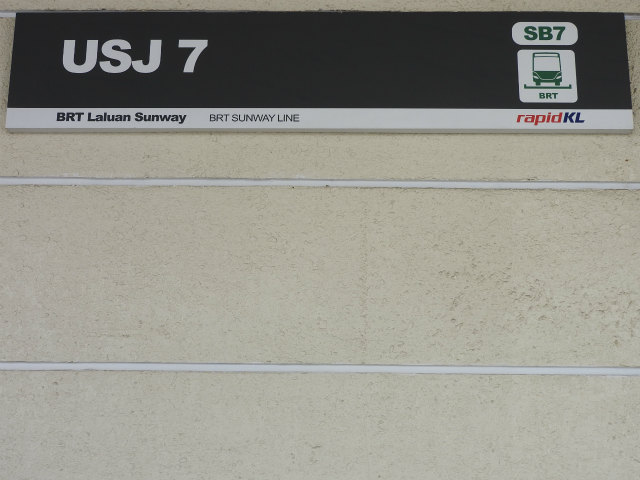 USJ 7
SB7
BRT
BRT Laluan Sunway BRT SUNWAY LINE
rapidKL